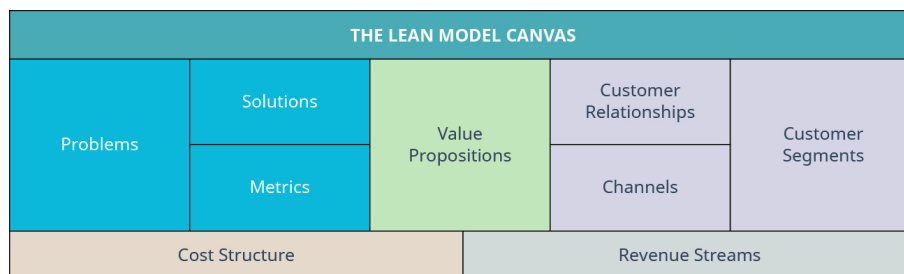 THE LEAN MODEL CANVAS
Problems
Solutions
Metrics
Value
Propositions
Customer
Relationships
Channels
Customer
Segments
Cost Structure
Revenue Streams